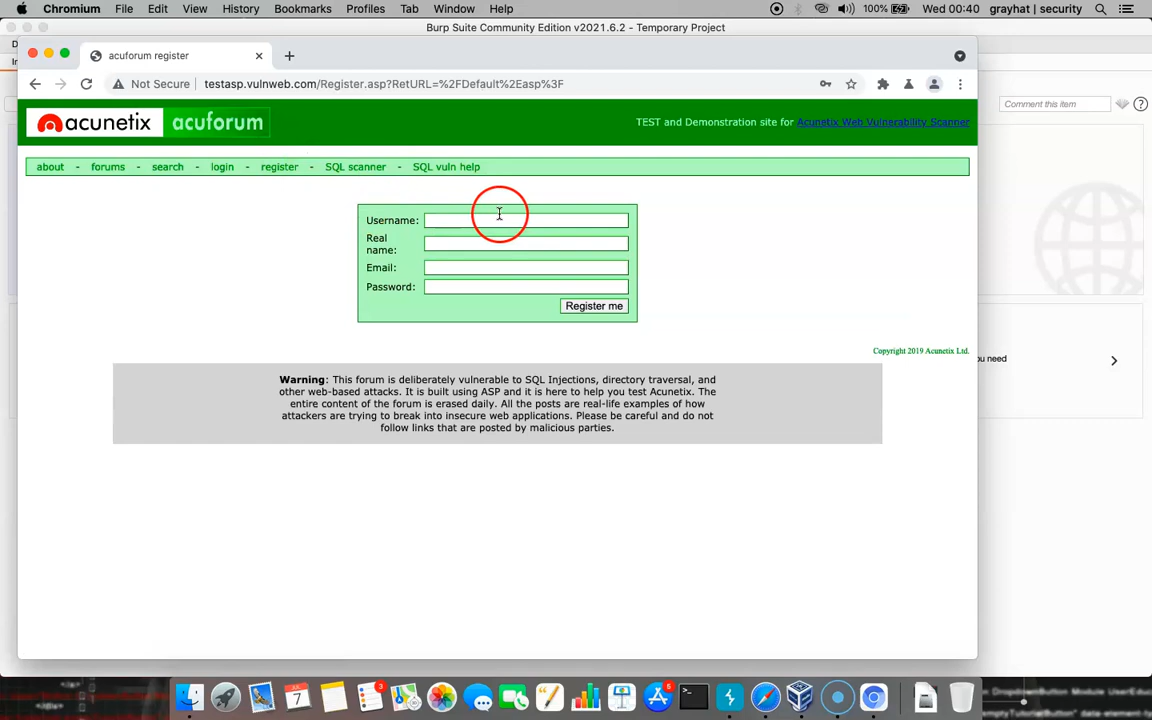 Chromium File Edit View History Bookmarks Profiles Tab Window Help 100% Wed 00:40 grayhat | security
Burp Suite Community Edition v2021.6.2 - Temporary Project
acuforum register
Not Secure testasp.vulnweb.com/Register.asp?RetURL=%2FDefault%2Easp%3F
Comment this item
acunetix acuforum
TEST and Demonstration site for Acunetix Web Vulnerability Scanner
about - forums - search - login - register - SQL scanner - SQL vuln help
Username:
Real
name:
Email:
Password:
Register me
Copyright 2019 Acunetix Ltd.
ou need
Warning: This forum is deliberately vulnerable to SQL Injections, directory traversal, and
other web-based attacks. It is built using ASP and it is here to help you test Acunetix. The
entire content of the forum is erased daily. All the posts are real-life examples of how
attackers are trying to break into insecure web applications. Please be careful and do not
follow links that are posted by malicious parties.
3
7
6